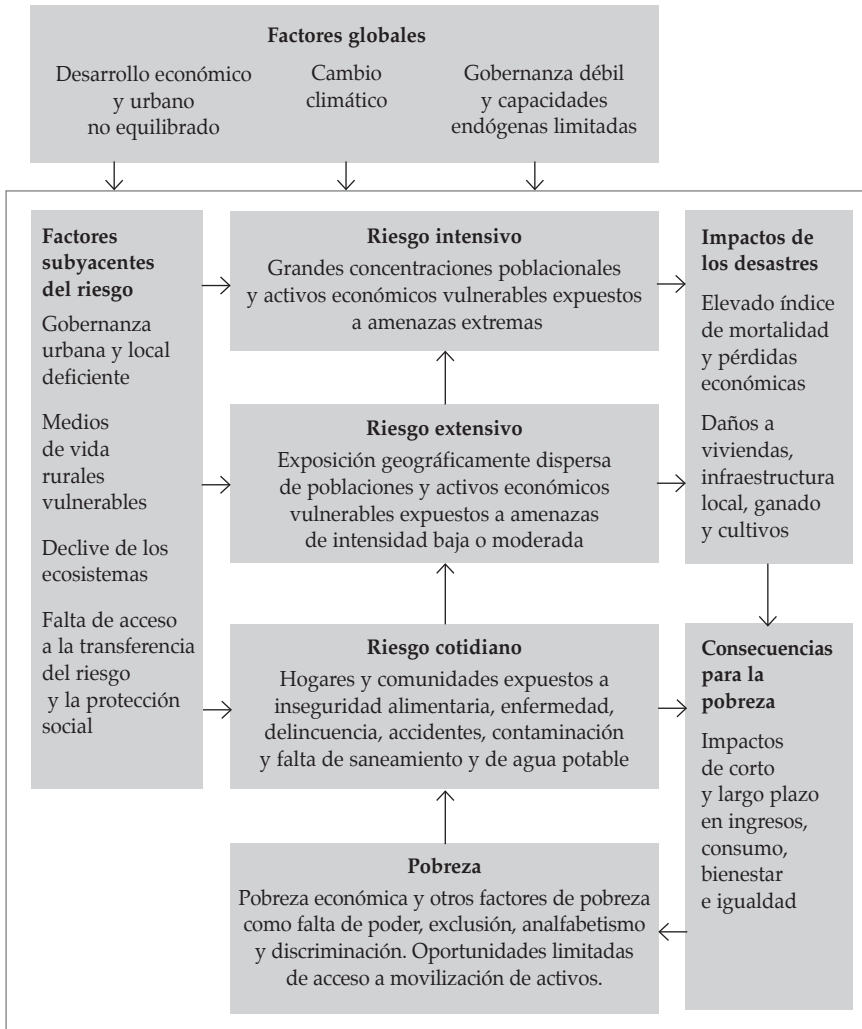 Factores globales
Desarrollo económico
y urbano
no equilibrado
Cambio
climático
Gobernanza débil
y capacidades
endógenas limitadas
Factores
subyacentes
del riesgo
Gobernanza
urbana y local
deficiente
Medios
de vida
rurales
vulnerables
Declive de los
ecosistemas
Falta de acceso
a la transferencia
del riesgo
y la protección
social
Riesgo intensivo
Grandes concentraciones poblacionales
y activos económicos vulnerables expuestos
a amenazas extremas
Riesgo extensivo
Exposición geográficamente dispersa
de poblaciones y activos económicos
vulnerables expuestos a amenazas
de intensidad baja o moderada
Riesgo cotidiano
Hogares y comunidades expuestos a
inseguridad alimentaria, enfermedad,
delincuencia, accidentes, contaminación
y falta de saneamiento y de agua potable
Pobreza
Pobreza económica y otros factores de pobreza
como falta de poder, exclusión, analfabetismo
y discriminación. Oportunidades limitadas
de acceso a movilización de activos.
Impactos de
los desastres
Elevado índice
de mortalidad
y pérdidas
económicas
Daños a
viviendas,
infraestructura
local, ganado
y cultivos
Consecuencias
para la
pobreza
Impactos
de corto
y largo plazo
en ingresos,
consumo,
bienestar
e igualdad